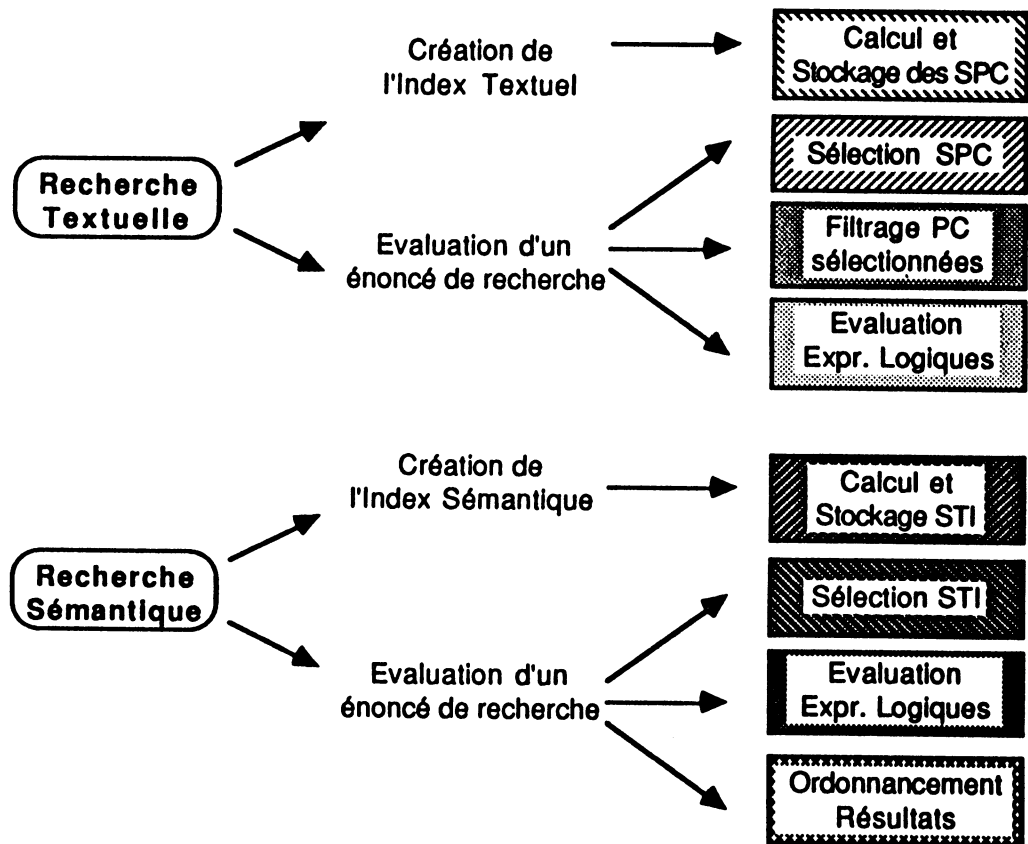 Création de
l'Index Textuel
Calcul et
Stockage des SPC
Recherche
Textuelle
Sélection SPC
Evaluation d'un
énoncé de recherche
Filtrage PC
sélectionnées
Evaluation
Expr. Logiques
Création de
l'Index Sémantique
Calcul et
Stockage STI
Recherche
Sémantique
Sélection STI
Evaluation d'un
énoncé de recherche
Evaluation
Expr. Logiques
Ordonnancement
Résultats